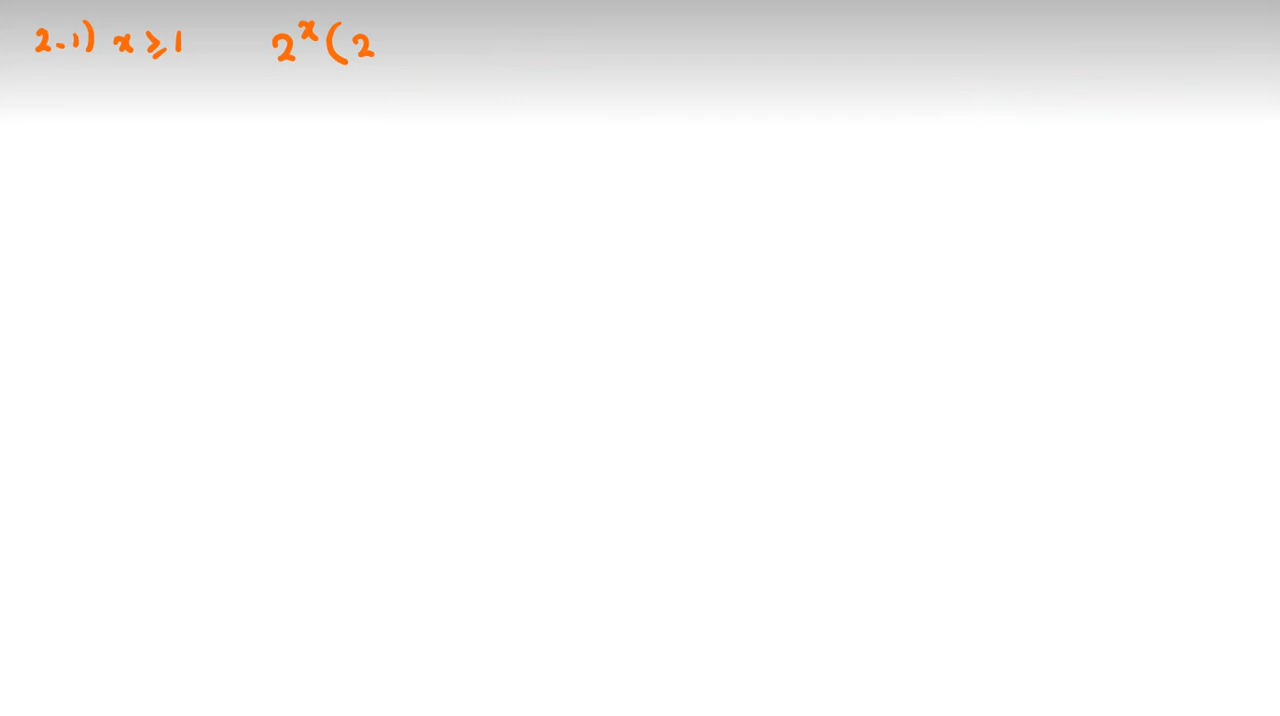 2-1) x ⩾ 1 2^x (2